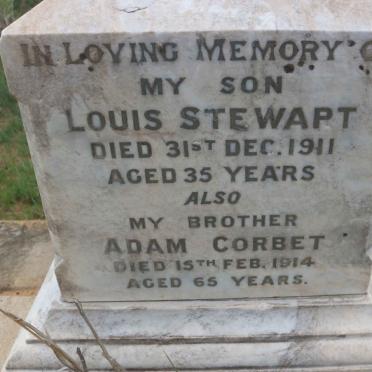 IN LOVING MEMORY O
MY SON
LOUIS STEWART
DIED 31ST DEC. 1911
AGED 35 YEARS
ALSO
MY BROTHER
ADAM CORBET
DIED 15TH FEB. 1914
AGED 65 YEARS.